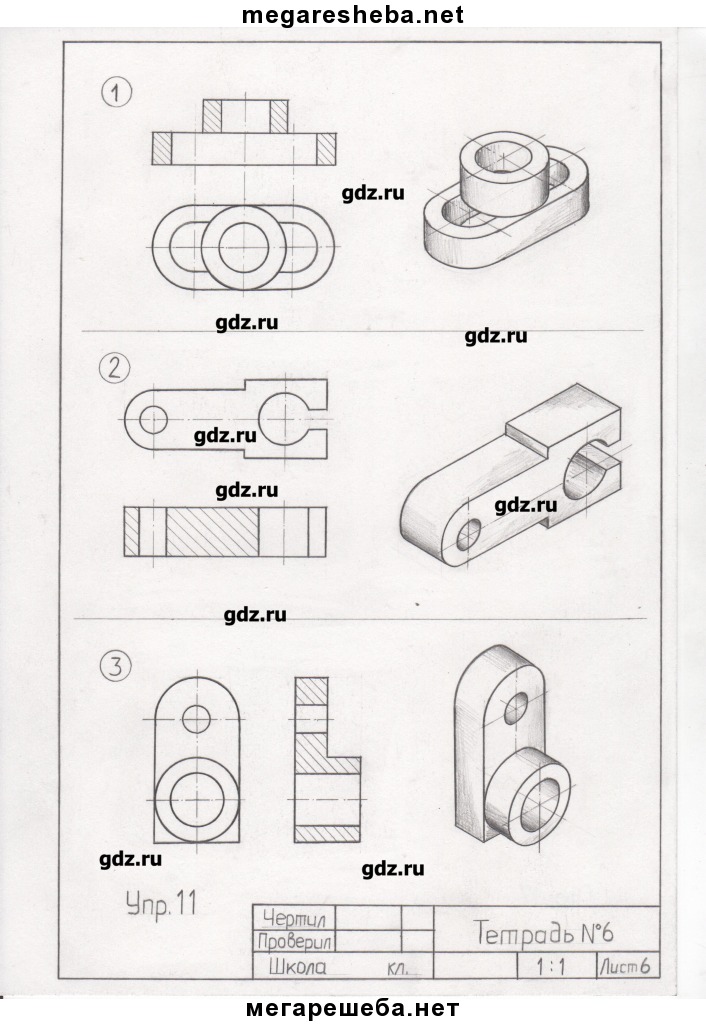 megaresheba.net
1
gdz.ru
gdz.ru
gdz.ru
2
gdz.ru
gdz.ru
gdz.ru
gdz.ru
3
gdz.ru
gdz.ru
Упр. 11
Чертил
Проверил
Тетрадь №6
Школа кл. 1:1 Лист 6
мегарешеба.нет